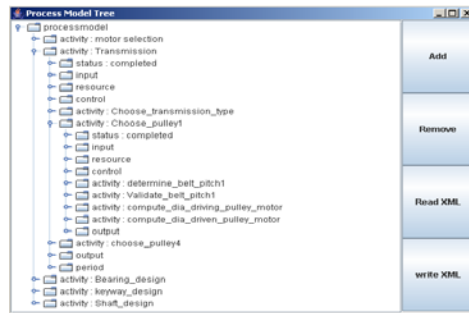 Process Model Tree
processmodel
activity : motor selection
activity : Transmission
status : completed
input
resource
control
activity : Choose_transmission_type
activity : Choose_pulley1
status : completed
input
resource
control
activity : determine_belt_pitch1
activity : Validate_belt_pitch1
activity : compute_dia_driving_pulley_motor
activity : compute_dia_driven_pulley_motor
output
activity : choose_pulley4
output
period
activity : Bearing_design
activity : keyway_design
activity : Shaft_design
Add
Remove
Read XML
write XML